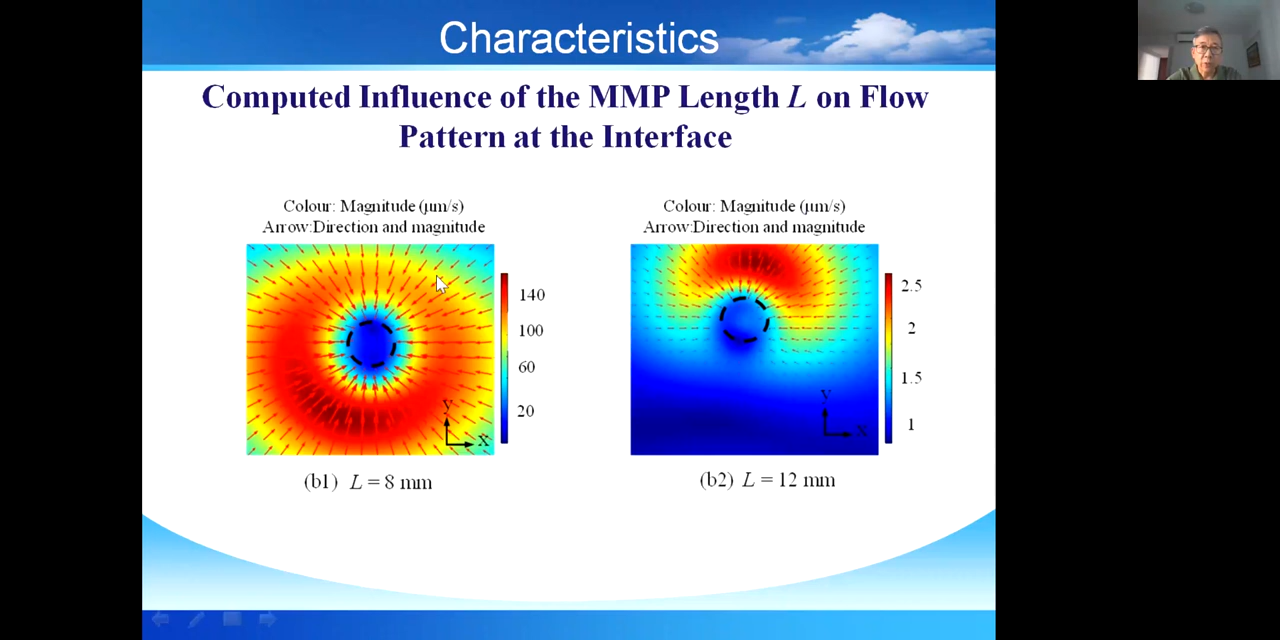 Characteristics
Computed Influence of the MMP Length L on Flow
Pattern at the Interface
Colour: Magnitude (μm/s)
Arrow:Direction and magnitude
140
100
60
20
Y
X
(b1) L = 8 mm
Colour: Magnitude (μm/s)
Arrow:Direction and magnitude
2.5
2
1.5
1
Y
X
(b2) L = 12 mm